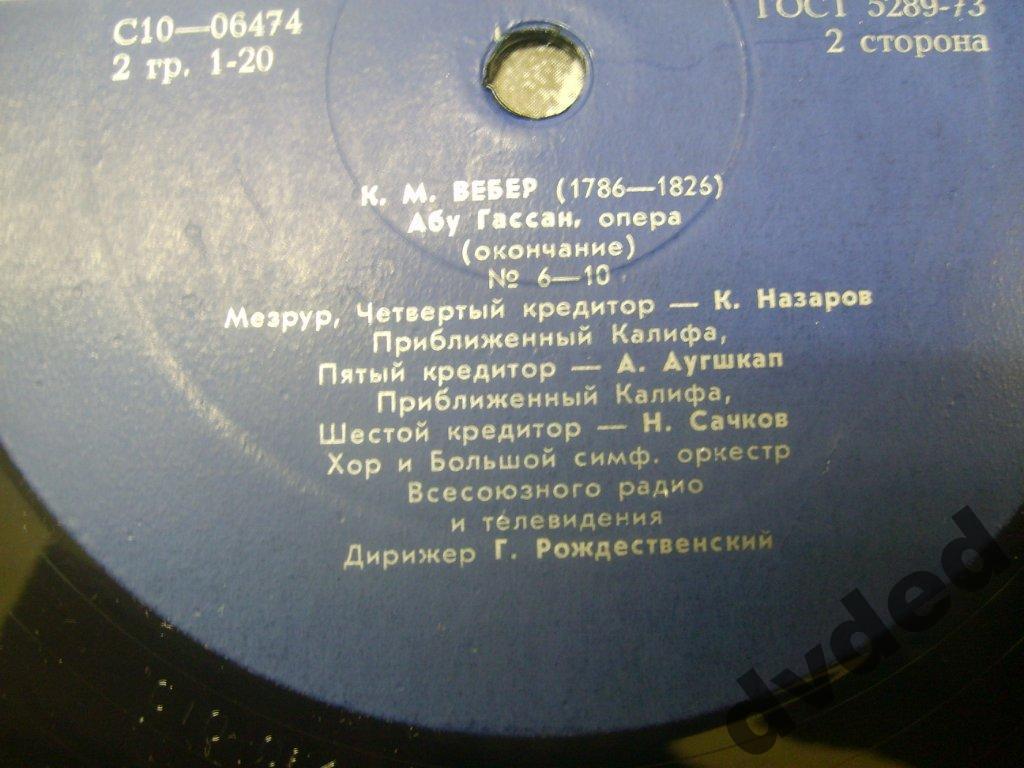 С10—06474
2 гр. 1-20
ГОСТ 5289-73
2 сторона
К. М. ВЕБЕР (1786—1826)
Абу Гассан, опера
(окончание)
№ 6—10
Мезрур, Четвертый кредитор — К. Назаров
Приближенный Калифа,
Пятый кредитор — А. Аугшкап
Приближенный Калифа,
Шестой кредитор — Н. Сачков
Хор и Большой симф. оркестр
Всесоюзного радио
и телевидения
Дирижер Г. Рождественский
dvded